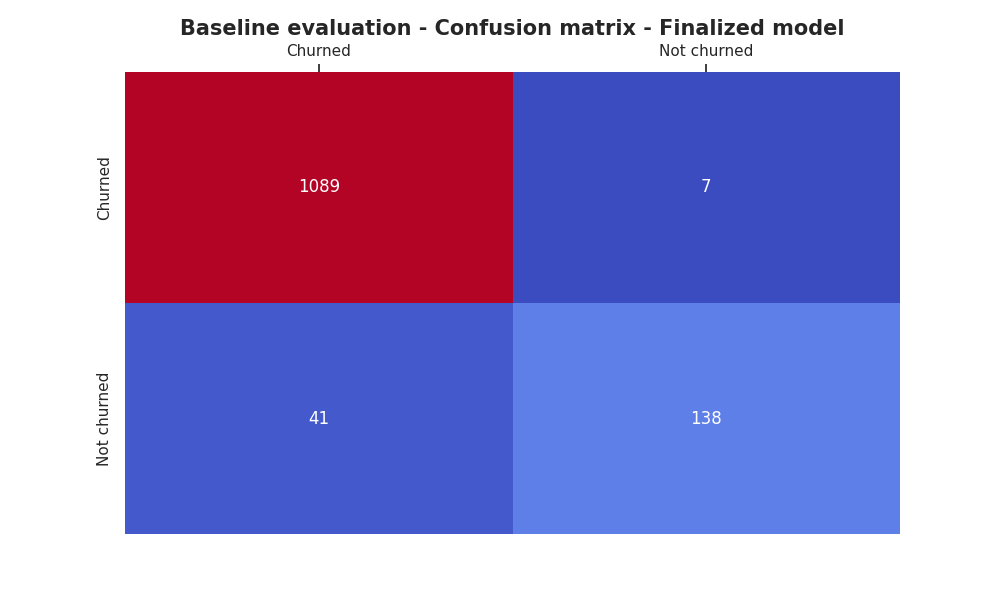 Baseline evaluation - Confusion matrix - Finalized model
Churned Not churned
Churned
1089 7
Not churned
41 138